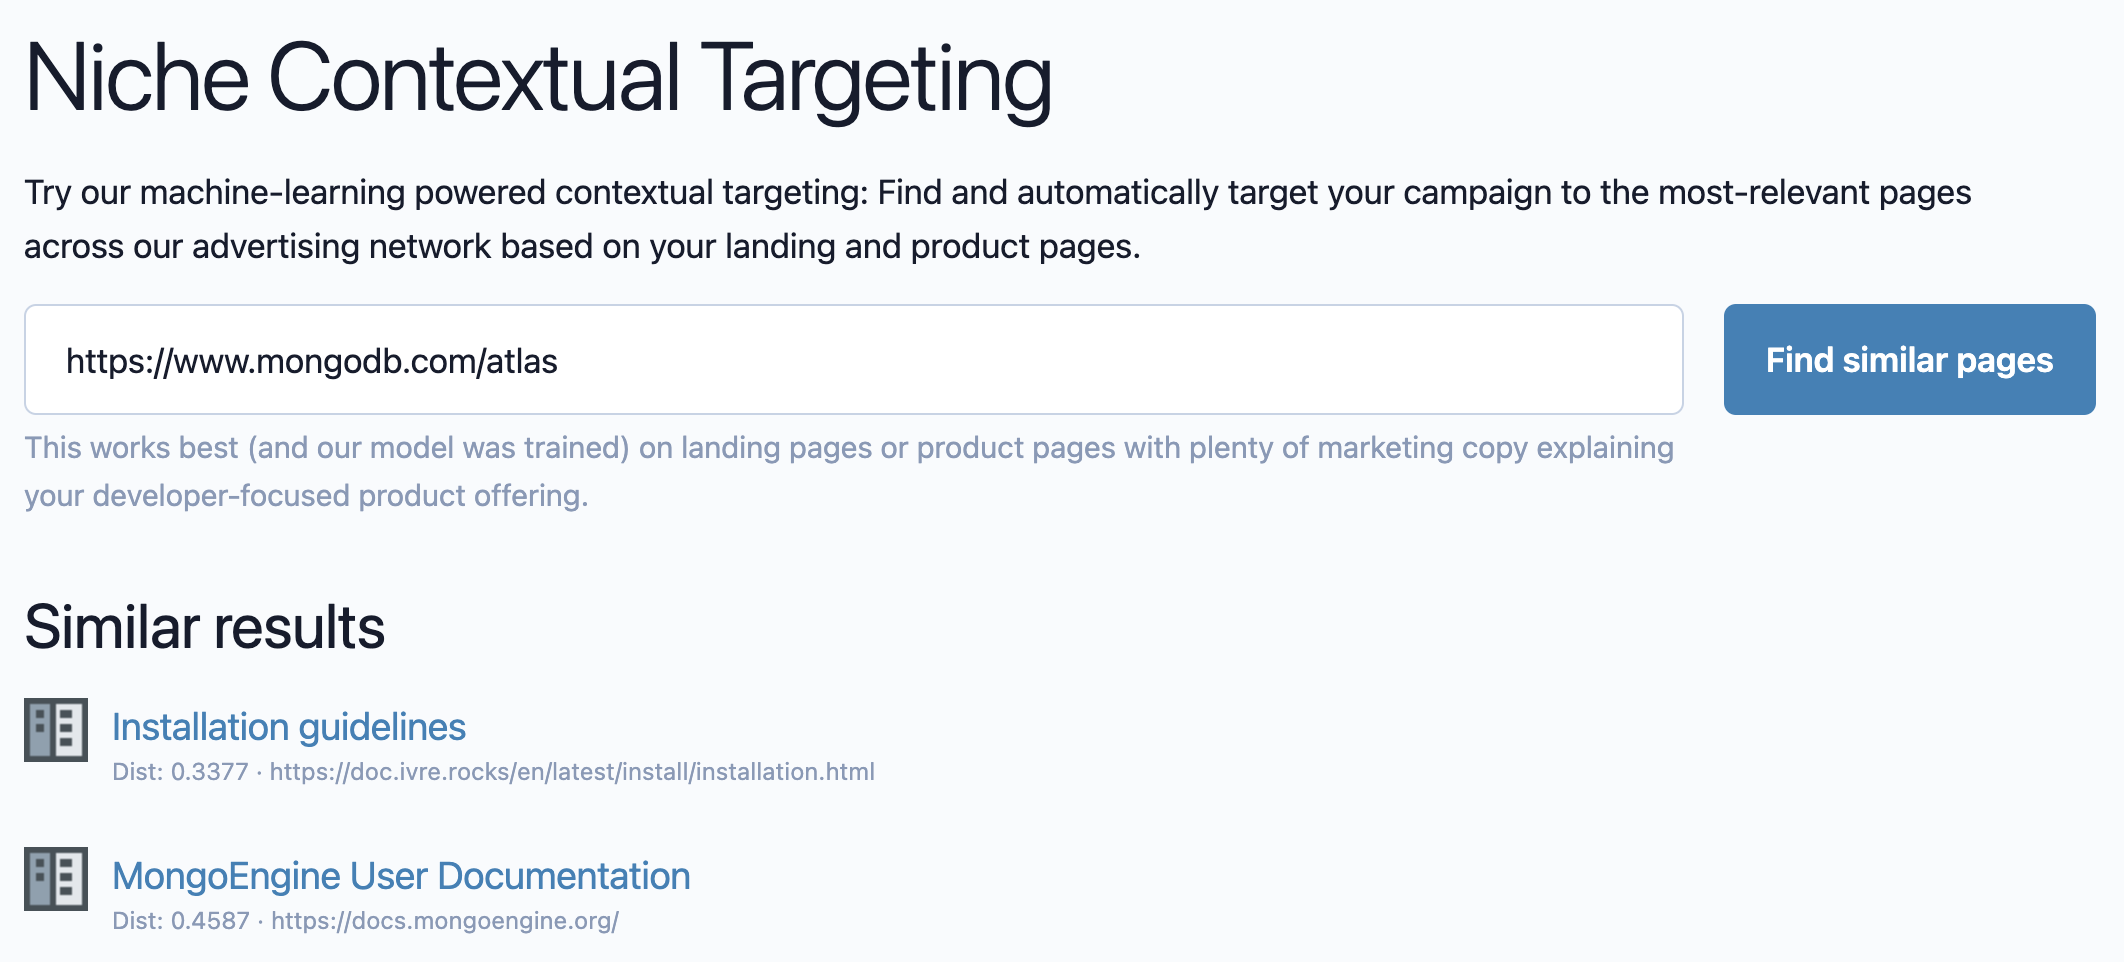 Niche Contextual Targeting
Try our machine-learning powered contextual targeting: Find and automatically target your campaign to the most-relevant pages
across our advertising network based on your landing and product pages.
https://www.mongodb.com/atlas
Find similar pages
This works best (and our model was trained) on landing pages or product pages with plenty of marketing copy explaining
your developer-focused product offering.
Similar results
Installation guidelines
Dist: 0.3377 · https://doc.ivre.rocks/en/latest/install/installation.html
MongoEngine User Documentation
Dist: 0.4587 · https://docs.mongoengine.org/